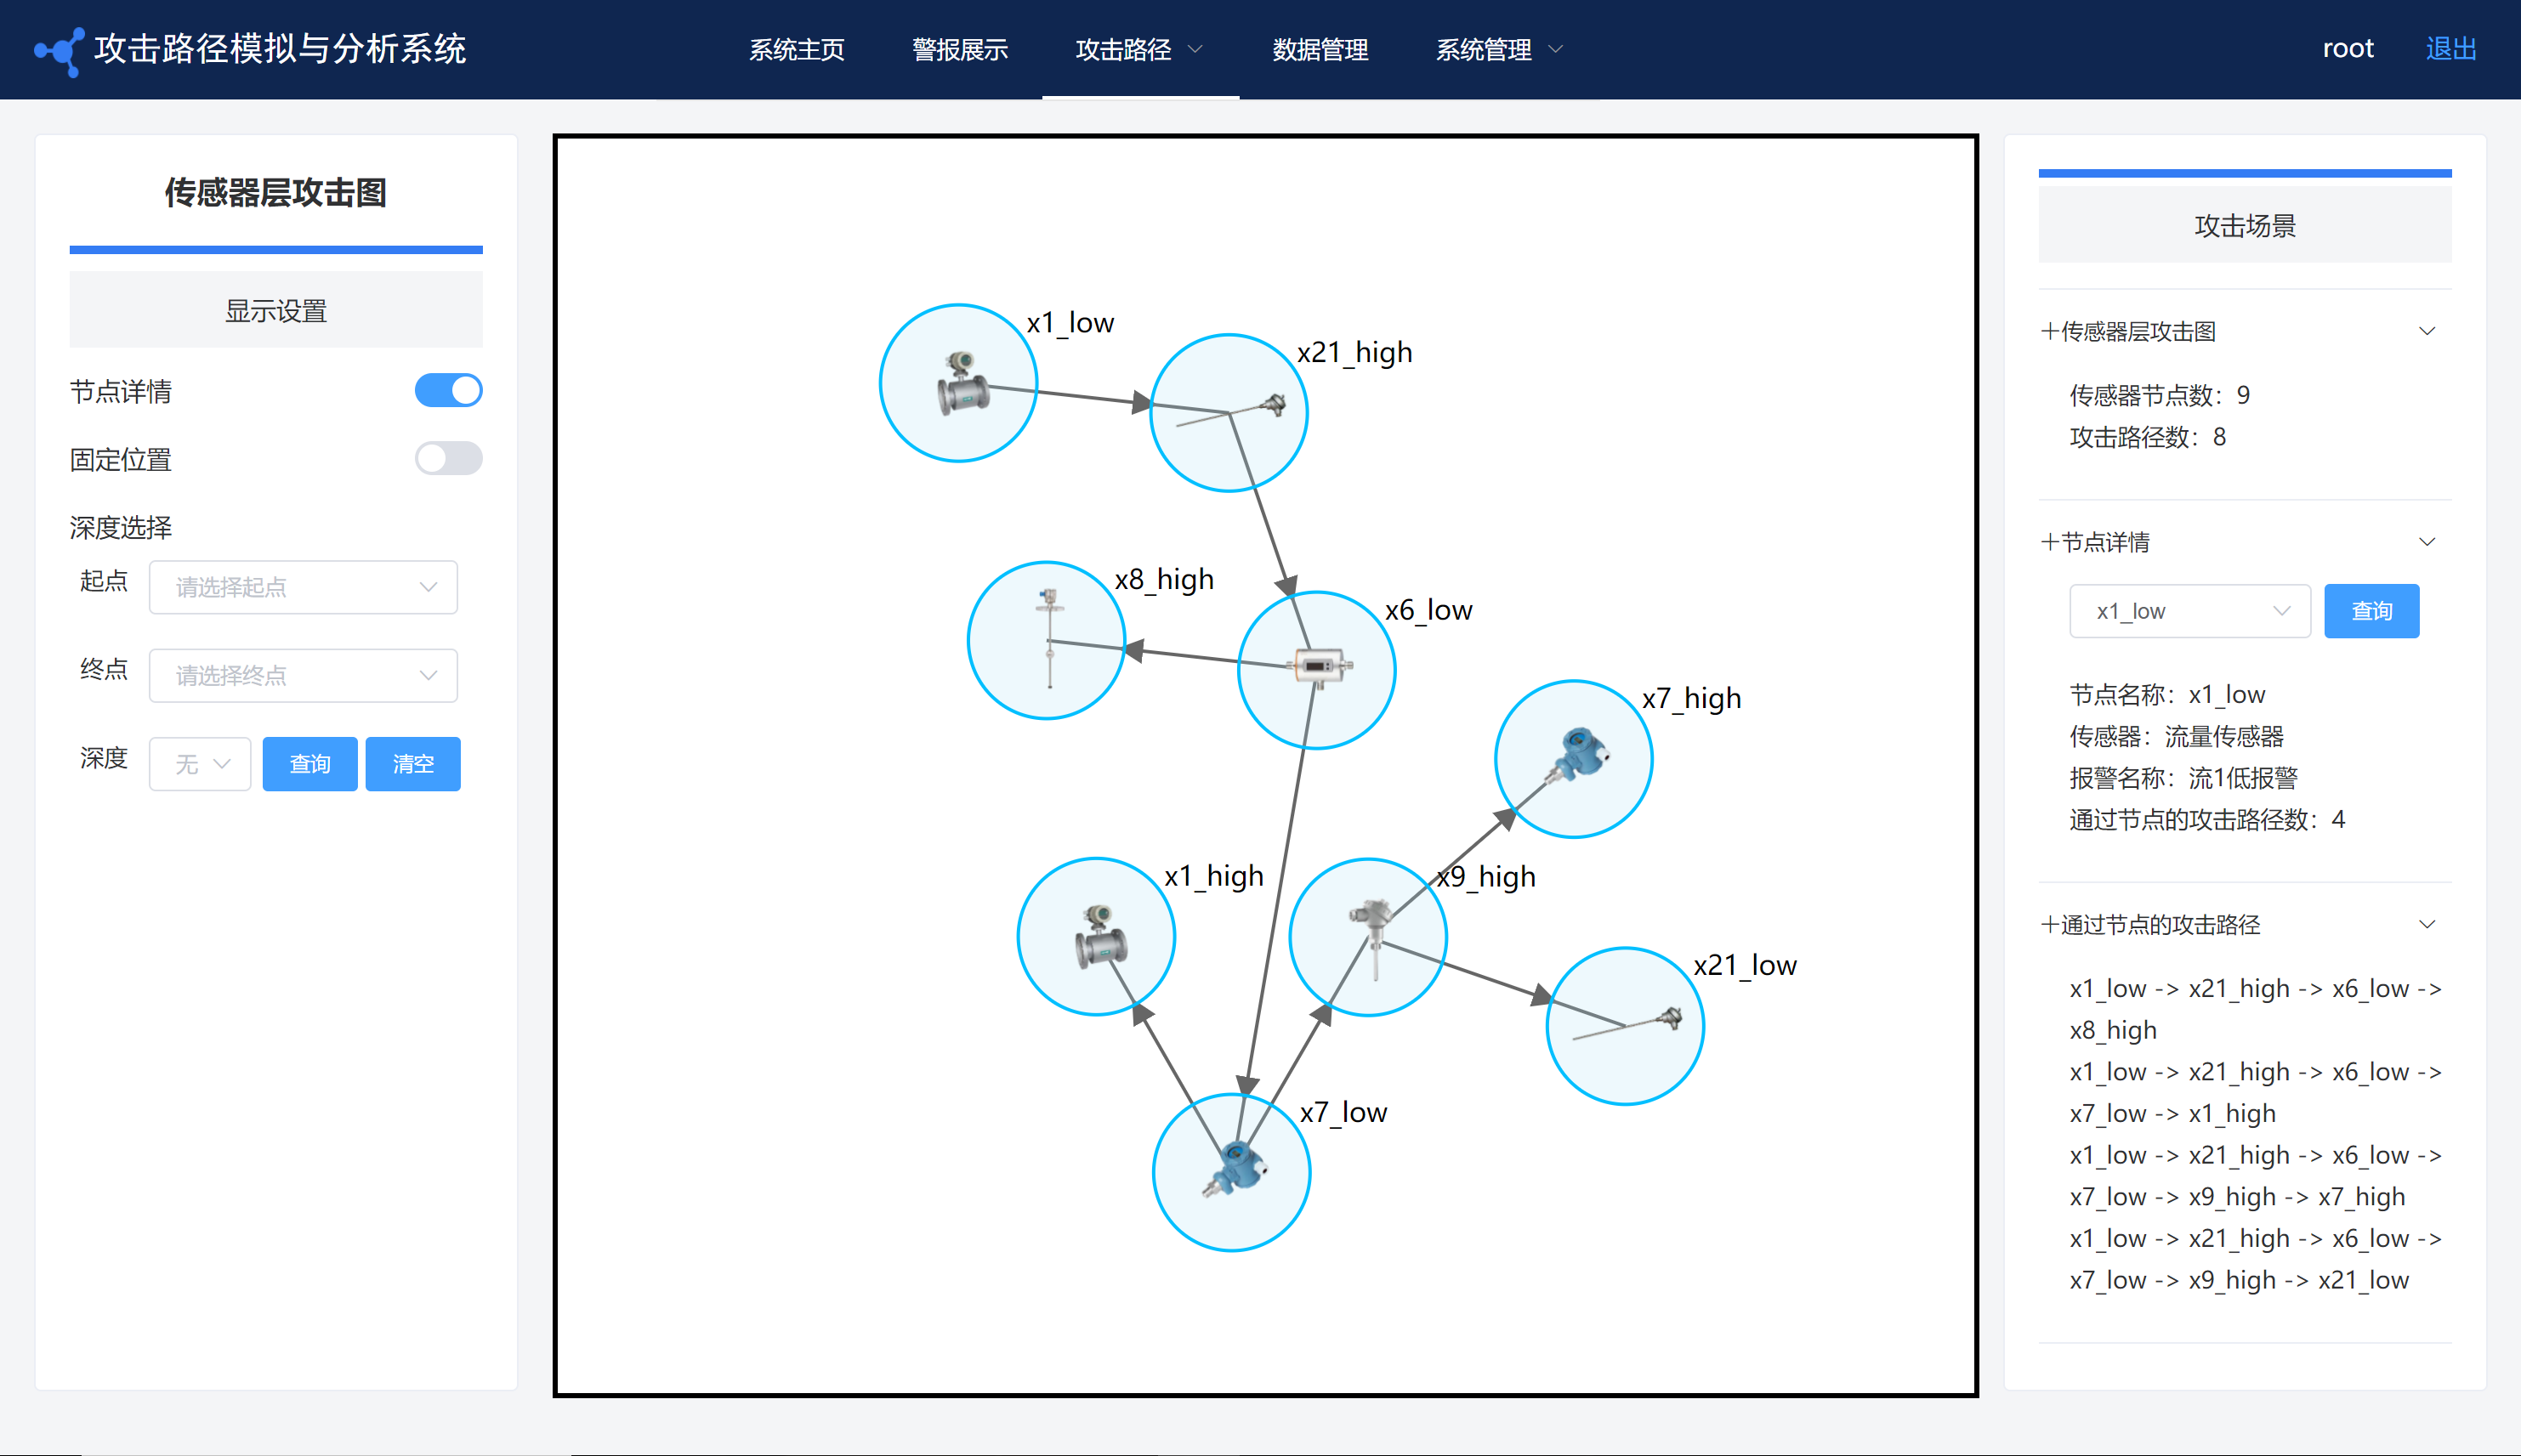 攻击路径模拟与分析系统
系统主页
警报展示
攻击路径
数据管理
系统管理
root
退出
传感器层攻击图
显示设置
节点详情
固定位置
深度选择
起点
请选择起点
终点
请选择终点
深度
无
查询
清空
x1_low
x21_high
x8_high
x6_low
x7_high
x1_high
x9_high
x21_low
x7_low
攻击场景
+传感器层攻击图
传感器节点数：9
攻击路径数：8
+节点详情
x1_low
查询
节点名称：x1_low
传感器：流量传感器
报警名称：流1低报警
通过节点的攻击路径数：4
+通过节点的攻击路径
x1_low -> x21_high -> x6_low ->
x8_high
x1_low -> x21_high -> x6_low ->
x7_low -> x1_high
x1_low -> x21_high -> x6_low ->
x7_low -> x9_high -> x7_high
x1_low -> x21_high -> x6_low ->
x7_low -> x9_high -> x21_low